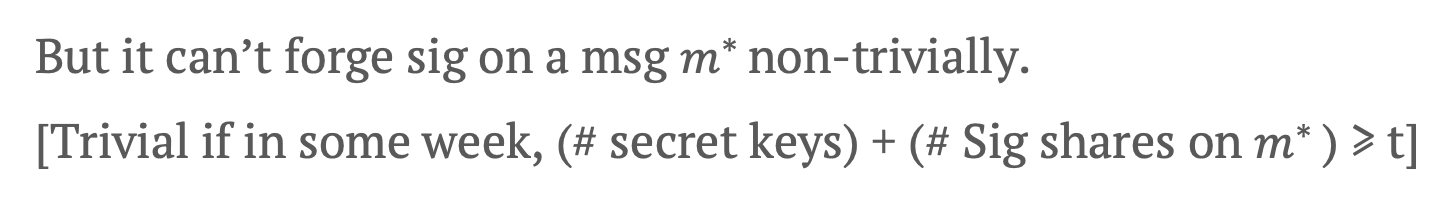 But it can’t forge sig on a msg m* non-trivially.
[Trivial if in some week, (# secret keys) + (# Sig shares on m* ) ⩾ t]